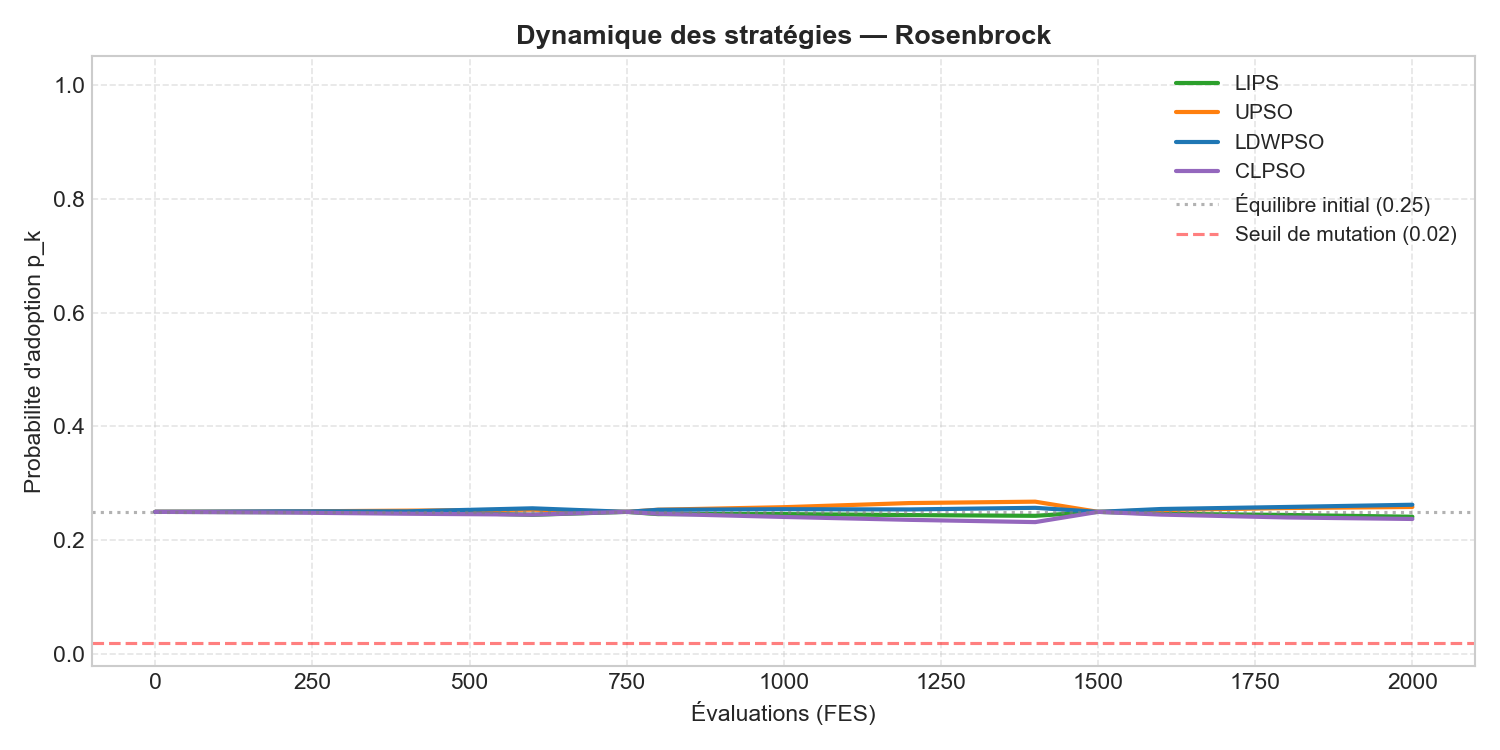 Dynamique des stratégies — Rosenbrock
LIPS
UPSO
LDWPSO
CLPSO
Équilibre initial (0.25)
Seuil de mutation (0.02)
Probabilite d'adoption p_k
1.0
0.8
0.6
0.4
0.2
0.0
0 250 500 750 1000 1250 1500 1750 2000
Évaluations (FES)